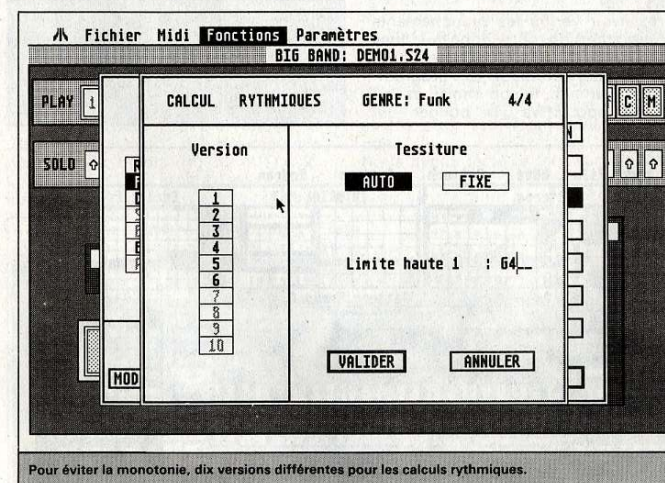 Fichier Midi Fonctions Paramètres
BIG BAND: DEMO1.S24
PLAY
CALCUL RYTHMIQUES GENRE: Funk 4/4
C M
SOLO
Version
Tessiture
AUTO FIXE
1
2
3
4
5
6
7
8
9
10
Limite haute 1 : G4__
VALIDER ANNULER
MOD
Pour éviter la monotonie, dix versions différentes pour les calculs rythmiques.